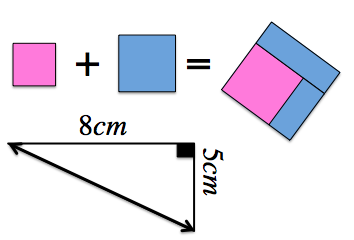 + =
8cm
5cm